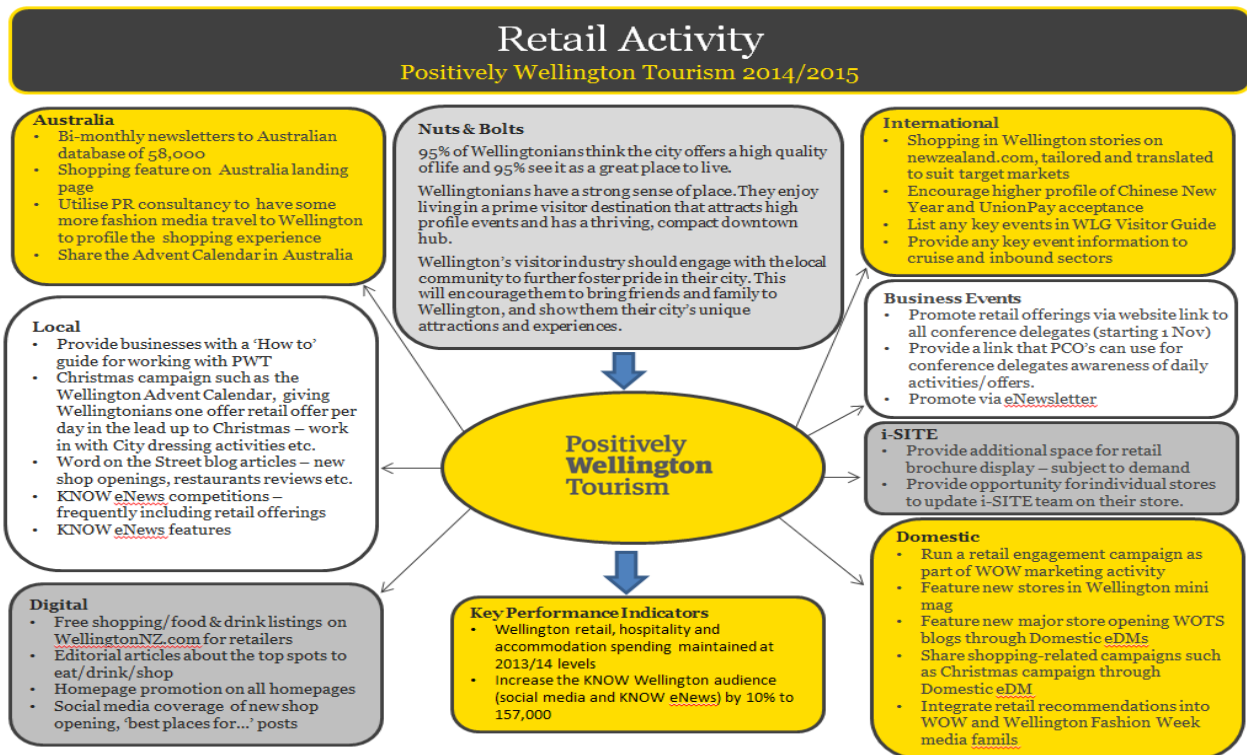 Retail Activity
Positively Wellington Tourism 2014/2015
Australia
• Bi-monthly newsletters to Australian
database of 58,000
• Shopping feature on Australia landing
page
• Utilise PR consultancy to have some
more fashion media travel to Wellington
to profile the shopping experience
• Share the Advent Calendar in Australia
Local
• Provide businesses with a ‘How to’
guide for working with PWT
• Christmas campaign such as the
Wellington Advent Calendar, giving
Wellingtonians one offer retail offer per
day in the lead up to Christmas – work
in with City dressing activities etc.
• Word on the Street blog articles – new
shop openings, restaurants reviews etc.
• KNOW eNews competitions –
frequently including retail offerings
• KNOW eNews features
Digital
• Free shopping/food & drink listings on
WellingtonNZ.com for retailers
• Editorial articles about the top spots to
eat/drink/shop
• Homepage promotion on all homepages
• Social media coverage of new shop
opening, ‘best places for...’ posts
Nuts & Bolts
95% of Wellingtonians think the city offers a high quality
of life and 95% see it as a great place to live.
Wellingtonians have a strong sense of place. They enjoy
living in a prime visitor destination that attracts high
profile events and has a thriving, compact downtown
hub.
Wellington’s visitor industry should engage with the local
community to further foster pride in their city. This
will encourage them to bring friends and family to
Wellington, and show them their city’s unique
attractions and experiences.
Positively
Wellington
Tourism
Key Performance Indicators
• Wellington retail, hospitality and
accommodation spending maintained at
2013/14 levels
• Increase the KNOW Wellington audience
(social media and KNOW eNews) by 10% to
157,000
International
• Shopping in Wellington stories on
newzealand.com, tailored and translated
to suit target markets
• Encourage higher profile of Chinese New
Year and UnionPay acceptance
• List any key events in WLG Visitor Guide
• Provide any key event information to
cruise and inbound sectors
Business Events
• Promote retail offerings via website link to
all conference delegates (starting 1 Nov)
• Provide a link that PCO’s can use for
conference delegates awareness of daily
activities/offers.
• Promote via eNewsletter
i-SITE
• Provide additional space for retail
brochure display – subject to demand
• Provide opportunity for individual stores
to update i-SITE team on their store.
Domestic
• Run a retail engagement campaign as
part of WOW marketing activity
• Feature new stores in Wellington mini
mag
• Feature new major store opening WOTS
blogs through Domestic eDMs
• Share shopping-related campaigns such
as Christmas campaign through
Domestic eDM
• Integrate retail recommendations into
WOW and Wellington Fashion Week
media famils